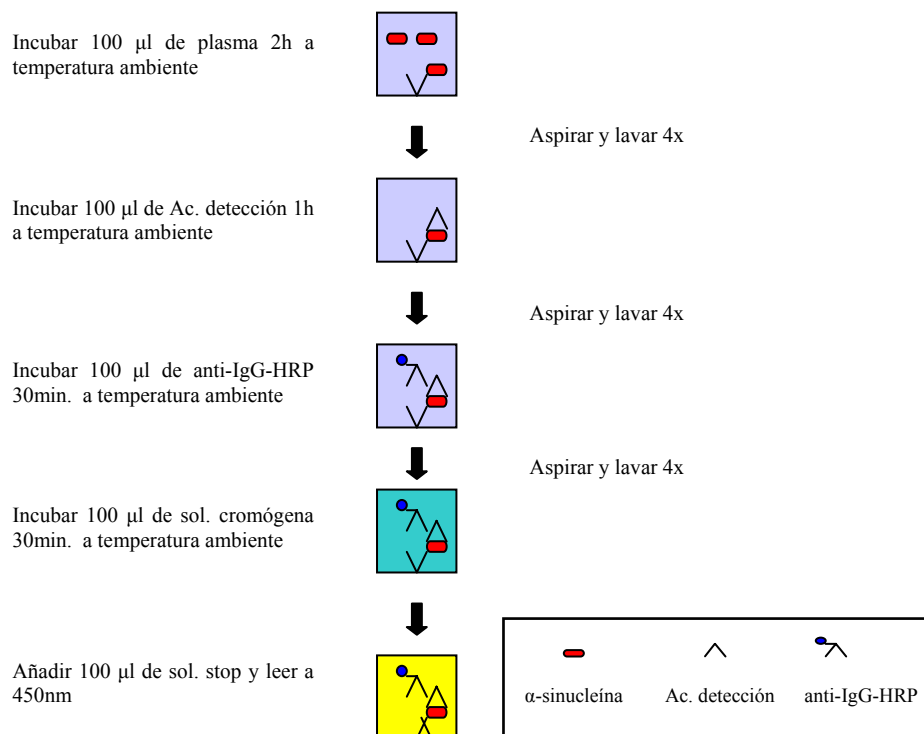 Incubar 100 μl de plasma 2h a
temperatura ambiente
Aspirar y lavar 4x
Incubar 100 μl de Ac. detección 1h
a temperatura ambiente
Aspirar y lavar 4x
Incubar 100 μl de anti-IgG-HRP
30min. a temperatura ambiente
Aspirar y lavar 4x
Incubar 100 μl de sol. cromógena
30min. a temperatura ambiente
Añadir 100 μl de sol. stop y leer a
450nm
α-sinucleína Ac. detección anti-IgG-HRP